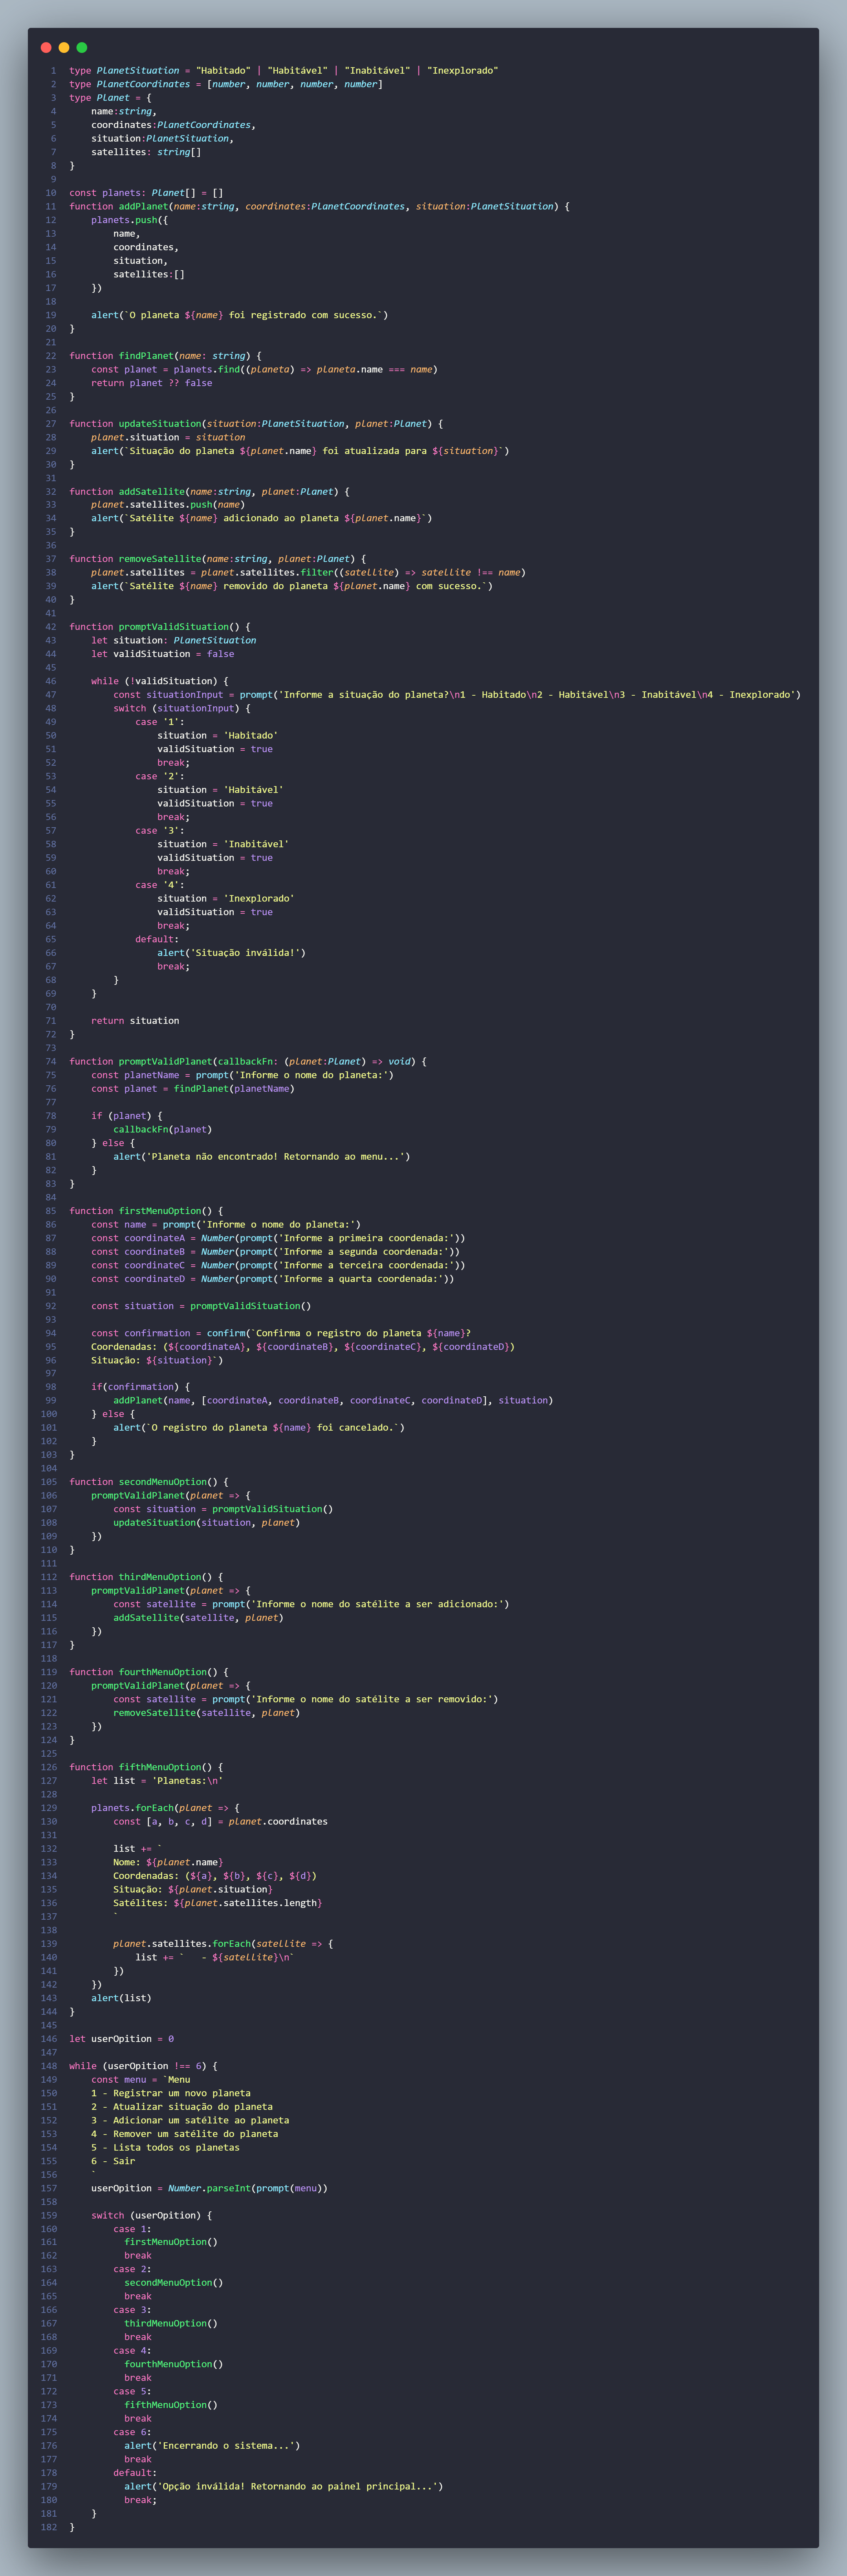 1 type PlanetSituation = "Habitado" | "Habitável" | "Inabitável" | "Inexplorado"
2 type PlanetCoordinates = [number, number, number, number]
3 type Planet = {
4     name:string,
5     coordinates:PlanetCoordinates,
6     situation:PlanetSituation,
7     satellites: string[]
8 }
9
10 const planets: Planet[] = []
11 function addPlanet(name:string, coordinates:PlanetCoordinates, situation:PlanetSituation) {
12     planets.push({
13         name,
14         coordinates,
15         situation,
16         satellites:[]
17     })
18
19     alert(`O planeta ${name} foi registrado com sucesso.`)
20 }
21
22 function findPlanet(name: string) {
23     const planet = planets.find((planeta) => planeta.name === name)
24     return planet ?? false
25 }
26
27 function updateSituation(situation:PlanetSituation, planet:Planet) {
28     planet.situation = situation
29     alert(`Situação do planeta ${planet.name} foi atualizada para ${situation}`)
30 }
31
32 function addSatellite(name:string, planet:Planet) {
33     planet.satellites.push(name)
34     alert(`Satélite ${name} adicionado ao planeta ${planet.name}`)
35 }
36
37 function removeSatellite(name:string, planet:Planet) {
38     planet.satellites = planet.satellites.filter((satellite) => satellite !== name)
39     alert(`Satélite ${name} removido do planeta ${planet.name} com sucesso.`)
40 }
41
42 function promptValidSituation() {
43     let situation: PlanetSituation
44     let validSituation = false
45
46     while (!validSituation) {
47         const situationInput = prompt('Informe a situação do planeta?\n1 - Habitado\n2 - Habitável\n3 - Inabitável\n4 - Inexplorado')
48         switch (situationInput) {
49             case '1':
50                 situation = 'Habitado'
51                 validSituation = true
52                 break;
53             case '2':
54                 situation = 'Habitável'
55                 validSituation = true
56                 break;
57             case '3':
58                 situation = 'Inabitável'
59                 validSituation = true
60                 break;
61             case '4':
62                 situation = 'Inexplorado'
63                 validSituation = true
64                 break;
65             default:
66                 alert('Situação inválida!')
67                 break;
68         }
69     }
70
71     return situation
72 }
73
74 function promptValidPlanet(callbackFn: (planet:Planet) => void) {
75     const planetName = prompt('Informe o nome do planeta:')
76     const planet = findPlanet(planetName)
77
78     if (planet) {
79         callbackFn(planet)
80     } else {
81         alert('Planeta não encontrado! Retornando ao menu...')
82     }
83 }
84
85 function firstMenuOption() {
86     const name = prompt('Informe o nome do planeta:')
87     const coordinateA = Number(prompt('Informe a primeira coordenada:'))
88     const coordinateB = Number(prompt('Informe a segunda coordenada:'))
89     const coordinateC = Number(prompt('Informe a terceira coordenada:'))
90     const coordinateD = Number(prompt('Informe a quarta coordenada:'))
91
92     const situation = promptValidSituation()
93
94     const confirmation = confirm(`Confirma o registro do planeta ${name}?
95     Coordenadas: (${coordinateA}, ${coordinateB}, ${coordinateC}, ${coordinateD})
96     Situação: ${situation}`)
97
98     if(confirmation) {
99         addPlanet(name, [coordinateA, coordinateB, coordinateC, coordinateD], situation)
100     } else {
101         alert(`O registro do planeta ${name} foi cancelado.`)
102     }
103 }
104
105 function secondMenuOption() {
106     promptValidPlanet(planet => {
107         const situation = promptValidSituation()
108         updateSituation(situation, planet)
109     })
110 }
111
112 function thirdMenuOption() {
113     promptValidPlanet(planet => {
114         const satellite = prompt('Informe o nome do satélite a ser adicionado:')
115         addSatellite(satellite, planet)
116     })
117 }
118
119 function fourthMenuOption() {
120     promptValidPlanet(planet => {
121         const satellite = prompt('Informe o nome do satélite a ser removido:')
122         removeSatellite(satellite, planet)
123     })
124 }
125
126 function fifthMenuOption() {
127     let list = 'Planetas:\n'
128
129     planets.forEach(planet => {
130         const [a, b, c, d] = planet.coordinates
131
132         list += `
133         Nome: ${planet.name}
134         Coordenadas: (${a}, ${b}, ${c}, ${d})
135         Situação: ${planet.situation}
136         Satélites: ${planet.satellites.length}
137         `
138
139         planet.satellites.forEach(satellite => {
140             list += `   - ${satellite}\n`
141         })
142     })
143     alert(list)
144 }
145
146 let userOpition = 0
147
148 while (userOpition !== 6) {
149     const menu = `Menu
150     1 - Registrar um novo planeta
151     2 - Atualizar situação do planeta
152     3 - Adicionar um satélite ao planeta
153     4 - Remover um satélite do planeta
154     5 - Lista todos os planetas
155     6 - Sair
156     `
157     userOpition = Number.parseInt(prompt(menu))
158
159     switch (userOpition) {
160         case 1:
161           firstMenuOption()
162           break
163         case 2:
164           secondMenuOption()
165           break
166         case 3:
167           thirdMenuOption()
168           break
169         case 4:
170           fourthMenuOption()
171           break
172         case 5:
173           fifthMenuOption()
174           break
175         case 6:
176           alert('Encerrando o sistema...')
177           break
178         default:
179           alert('Opção inválida! Retornando ao painel principal...')
180           break;
181     }
182 }